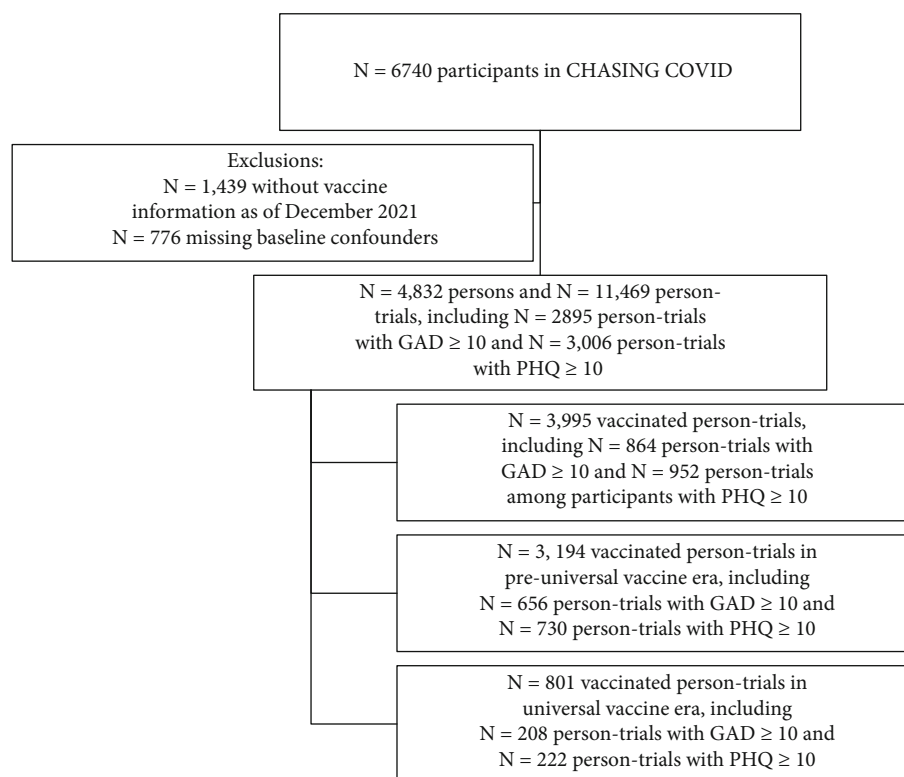 N = 6740 participants in CHASING COVID
Exclusions:
N = 1,439 without vaccine
information as of December 2021
N = 776 missing baseline confounders
N = 4,832 persons and N = 11,469 person-
trials, including N = 2895 person-trials
with GAD ≥ 10 and N = 3,006 person-trials
with PHQ ≥ 10
N = 3,995 vaccinated person-trials,
including N = 864 person-trials with
GAD ≥ 10 and N = 952 person-trials
among participants with PHQ ≥ 10
N = 3, 194 vaccinated person-trials in
pre-universal vaccine era, including
N = 656 person-trials with GAD ≥ 10 and
N = 730 person-trials with PHQ ≥ 10
N = 801 vaccinated person-trials in
universal vaccine era, including
N = 208 person-trials with GAD ≥ 10 and
N = 222 person-trials with PHQ ≥ 10